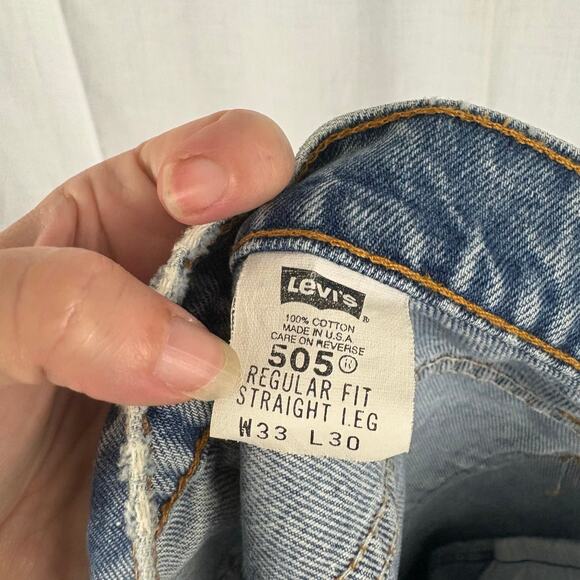 Levi's ®
100% COTTON
MADE IN U.S.A.
CARE ON REVERSE
505 ®
REGULAR FIT
STRAIGHT LEG
W33 L30